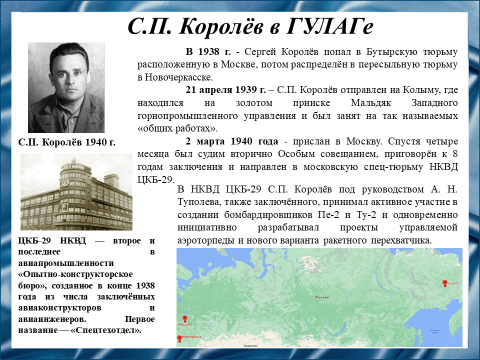 С.П. Королёв в ГУЛАГе
В 1938 г. - Сергей Королёв попал в Бутырскую тюрьму
расположенную в Москве, потом распределён в пересыльную тюрьму
в Новочеркасске.
21 апреля 1939 г. – С.П. Королёв отправлен на Колыму, где
находился на золотом прииске Мальдяк Западного
горнопромышленного управления и был занят на так называемых
«общих работах».
2 марта 1940 года - прислан в Москву. Спустя четыре
месяца был судим вторично Особым совещанием, приговорён к 8
годам заключения и направлен в московскую спец-тюрьму НКВД
ЦКБ-29.
В НКВД ЦКБ-29 С.П. Королёв под руководством А. Н.
Туполева, также заключённого, принимал активное участие в
создании бомбардировщиков Пе-2 и Ту-2 и одновременно
инициативно разрабатывал проекты управляемой
аэроторпеды и нового варианта ракетного перехватчика.
С.П. Королёв 1940 г.
ЦКБ-29 НКВД — второе и
последнее в
авиапромышленности
«Опытно-конструкторское
бюро», созданное в конце 1938
года из числа заключённых
авиаконструкторов и
авиаинженеров. Первое
название — «Спецтехотдел».
Россия